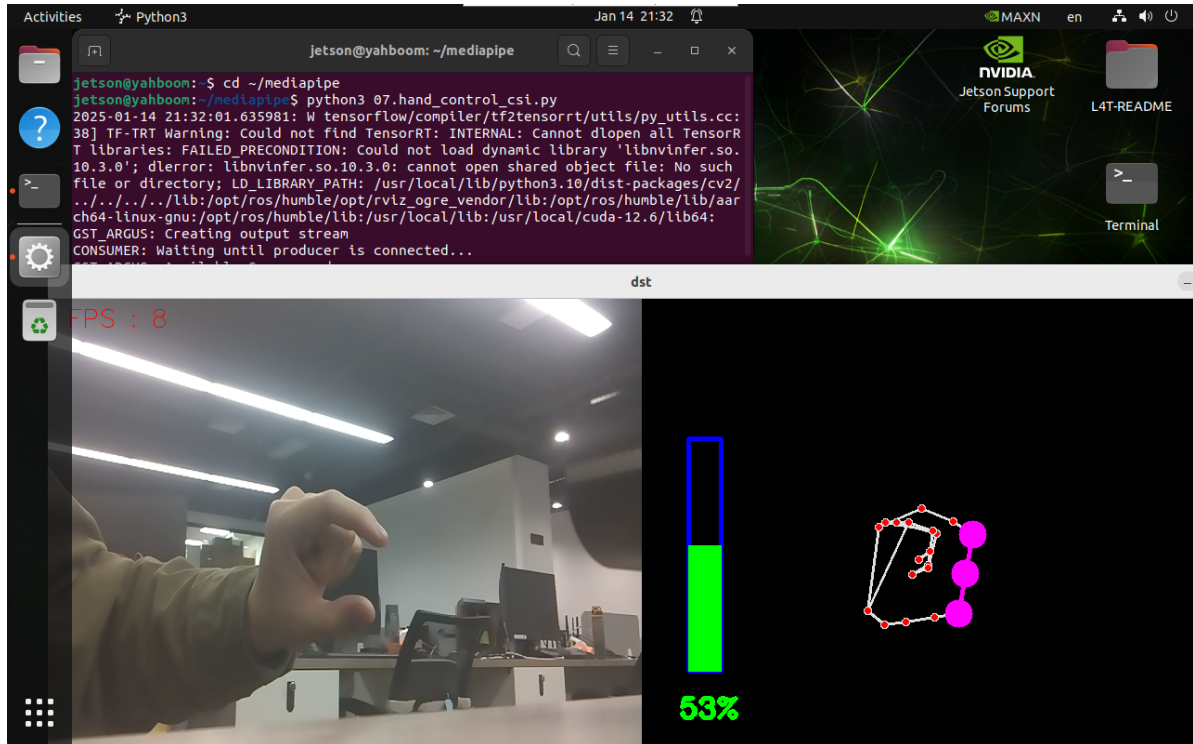 Activities
Python3
Jan 14 21:32
MAXN
en
jetson@yahboom: ~/mediapipe
jetson@yahboom:~$ cd ~/mediapipe
jetson@yahboom:~/mediapipe$ python3 07.hand_control_csi.py
2025-01-14 21:32:01.635981: W tensorflow/compiler/tf2tensorrt/utils/py_utils.cc:
38] TF-TRT Warning: Could not find TensorRT: INTERNAL: Cannot dlopen all TensorR
T libraries: FAILED_PRECONDITION: Could not load dynamic library 'libnvinfer.so.
10.3.0'; dlerror: libnvinfer.so.10.3.0: cannot open shared object file: No such
file or directory; LD_LIBRARY_PATH: /usr/local/lib/python3.10/dist-packages/cv2/
../../../../lib:/opt/ros/humble/opt/rviz_ogre_vendor/lib:/opt/ros/humble/lib/aar
ch64-linux-gnu:/opt/ros/humble/lib:/usr/local/lib:/usr/local/cuda-12.6/lib64:
GST_ARGUS: Creating output stream
CONSUMER: Waiting until producer is connected...
NVIDIA.
Jetson Support
Forums
L4T-README
Terminal
dst
FPS : 8
53%